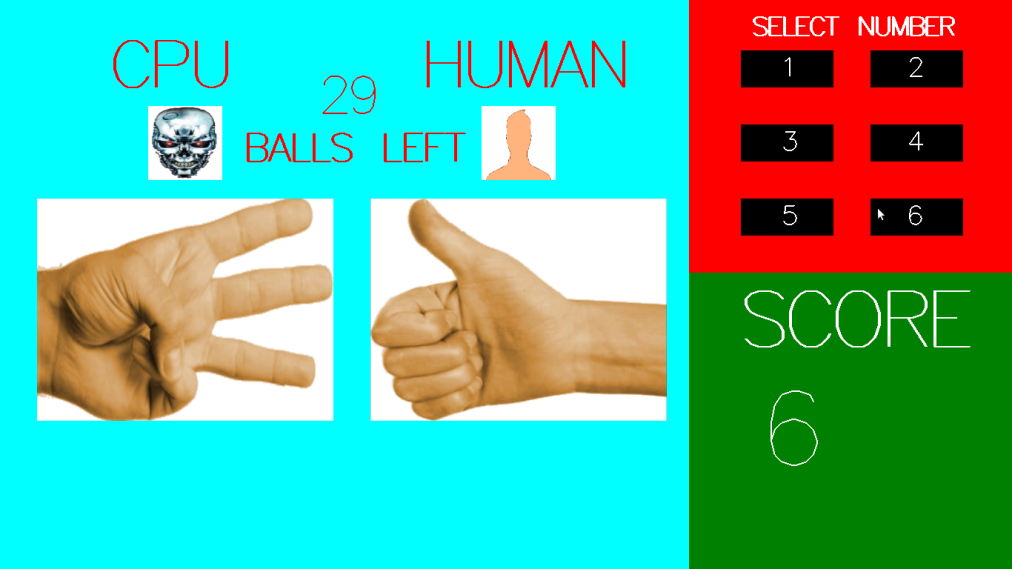 CPU
29
HUMAN
BALLS LEFT
SELECT NUMBER
1 2
3 4
5 6
SCORE
6